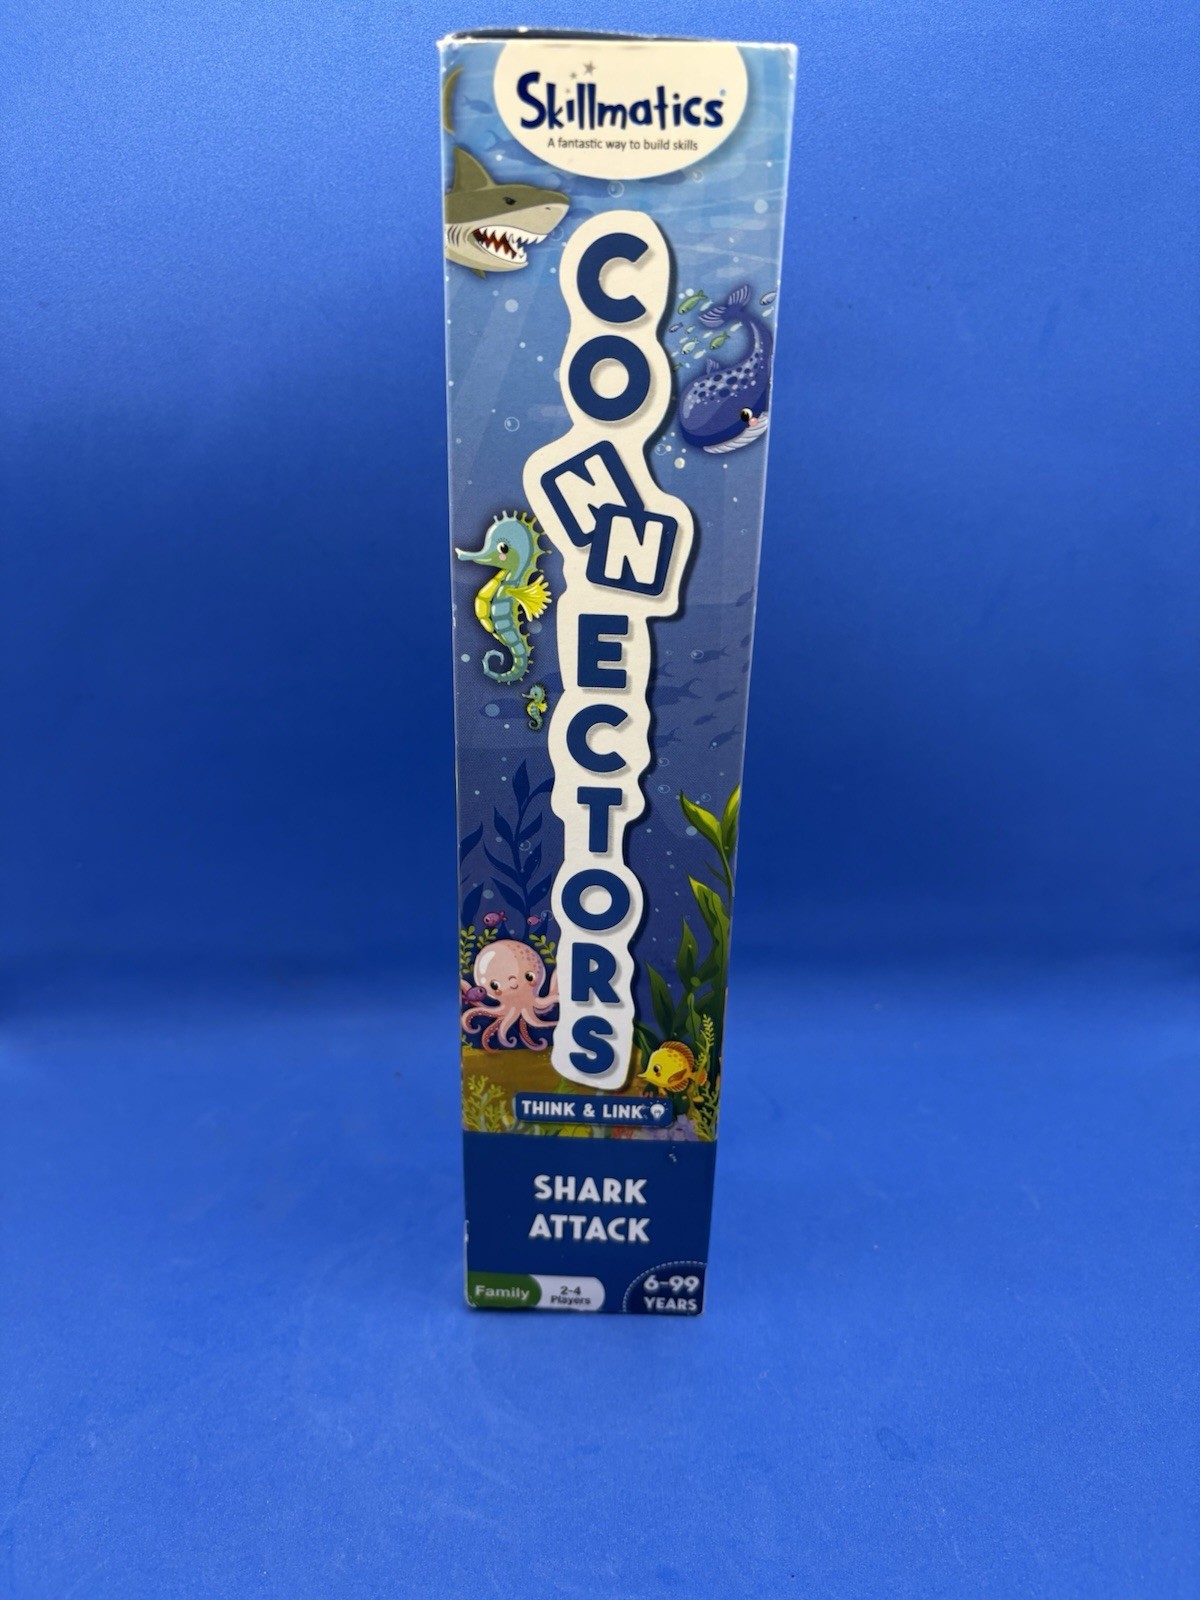 Skillmatics
A fantastic way to build skills
CONNECTORS
THINK & LINK
SHARK
ATTACK
Family
2-4
Players
6-99
YEARS